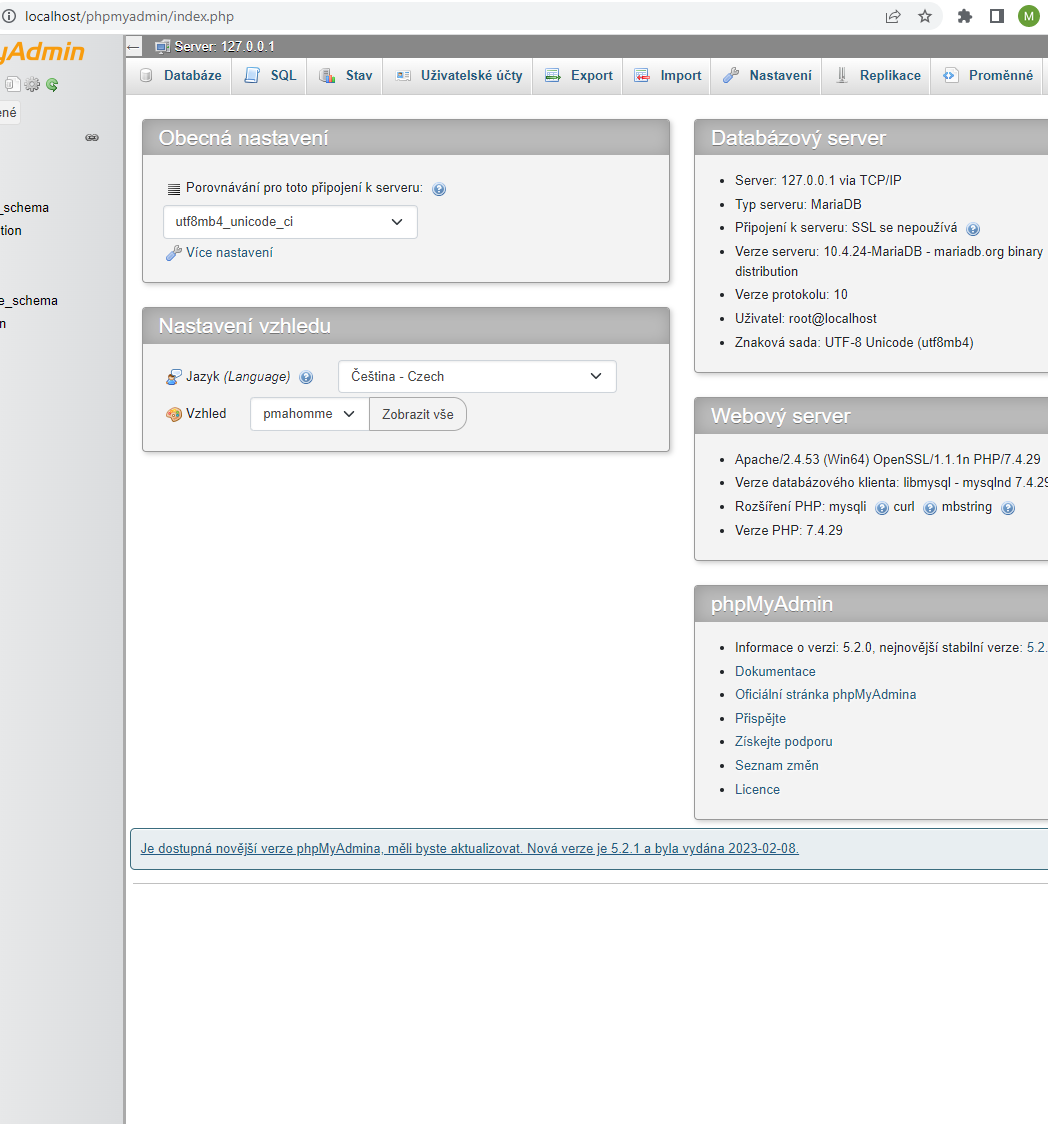 localhost/phpmyadmin/index.php
M
yAdmin
Server: 127.0.0.1
Databáze
SQL
Stav
Uživatelské účty
Export
Import
Nastavení
Replikace
Proměnné
ené
_schema
tion
e_schema
n
Obecná nastavení
Porovnávání pro toto připojení k serveru:
utf8mb4_unicode_ci
Více nastavení
Nastavení vzhledu
Jazyk (Language)
Čeština - Czech
Vzhled
pmahomme
Zobrazit vše
Databázový server
Server: 127.0.0.1 via TCP/IP
Typ serveru: MariaDB
Připojení k serveru: SSL se nepoužívá
Verze serveru: 10.4.24-MariaDB - mariadb.org binary
distribution
Verze protokolu: 10
Uživatel: root@localhost
Znaková sada: UTF-8 Unicode (utf8mb4)
Webový server
Apache/2.4.53 (Win64) OpenSSL/1.1.1n PHP/7.4.29
Verze databázového klienta: libmysql - mysqlnd 7.4.29
Rozšíření PHP: mysqli curl mbstring
Verze PHP: 7.4.29
phpMyAdmin
Informace o verzi: 5.2.0, nejnovější stabilní verze: 5.2.
Dokumentace
Oficiální stránka phpMyAdmina
Přispějte
Získejte podporu
Seznam změn
Licence
Je dostupná novější verze phpMyAdmina, měli byste aktualizovat. Nová verze je 5.2.1 a byla vydána 2023-02-08.